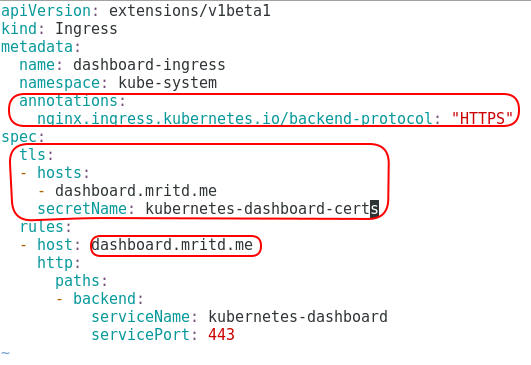 apiVersion: extensions/v1beta1
kind: Ingress
metadata:
  name: dashboard-ingress
  namespace: kube-system
  annotations:
    nginx.ingress.kubernetes.io/backend-protocol: "HTTPS"
spec:
  tls:
  - hosts:
    - dashboard.mritd.me
    secretName: kubernetes-dashboard-certs
  rules:
  - host: dashboard.mritd.me
    http:
      paths:
      - backend:
          serviceName: kubernetes-dashboard
          servicePort: 443
~